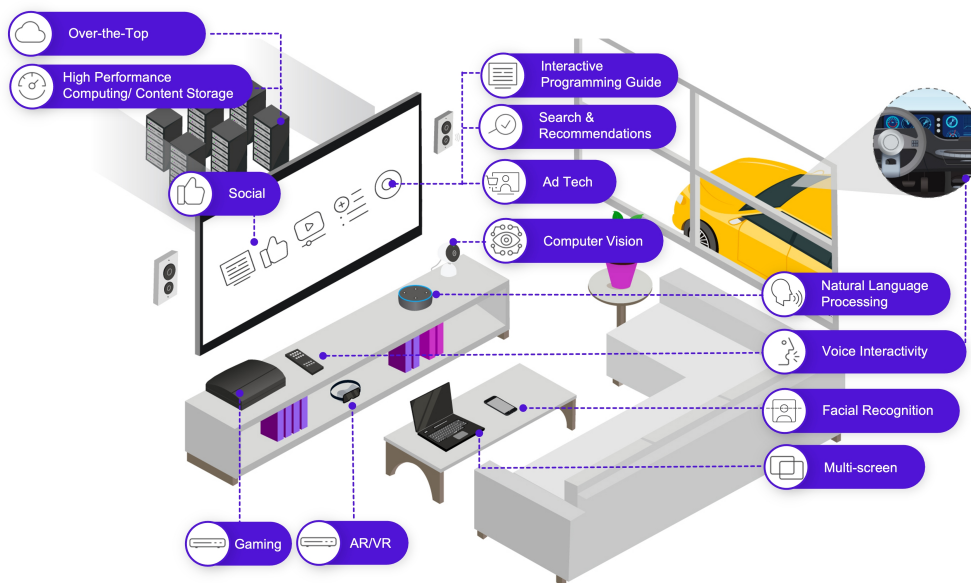 Over-the-Top
High Performance
Computing/ Content Storage
Social
Interactive
Programming Guide
Search &
Recommendations
Ad Tech
Computer Vision
Natural Language
Processing
Voice Interactivity
Facial Recognition
Multi-screen
Gaming
AR/VR